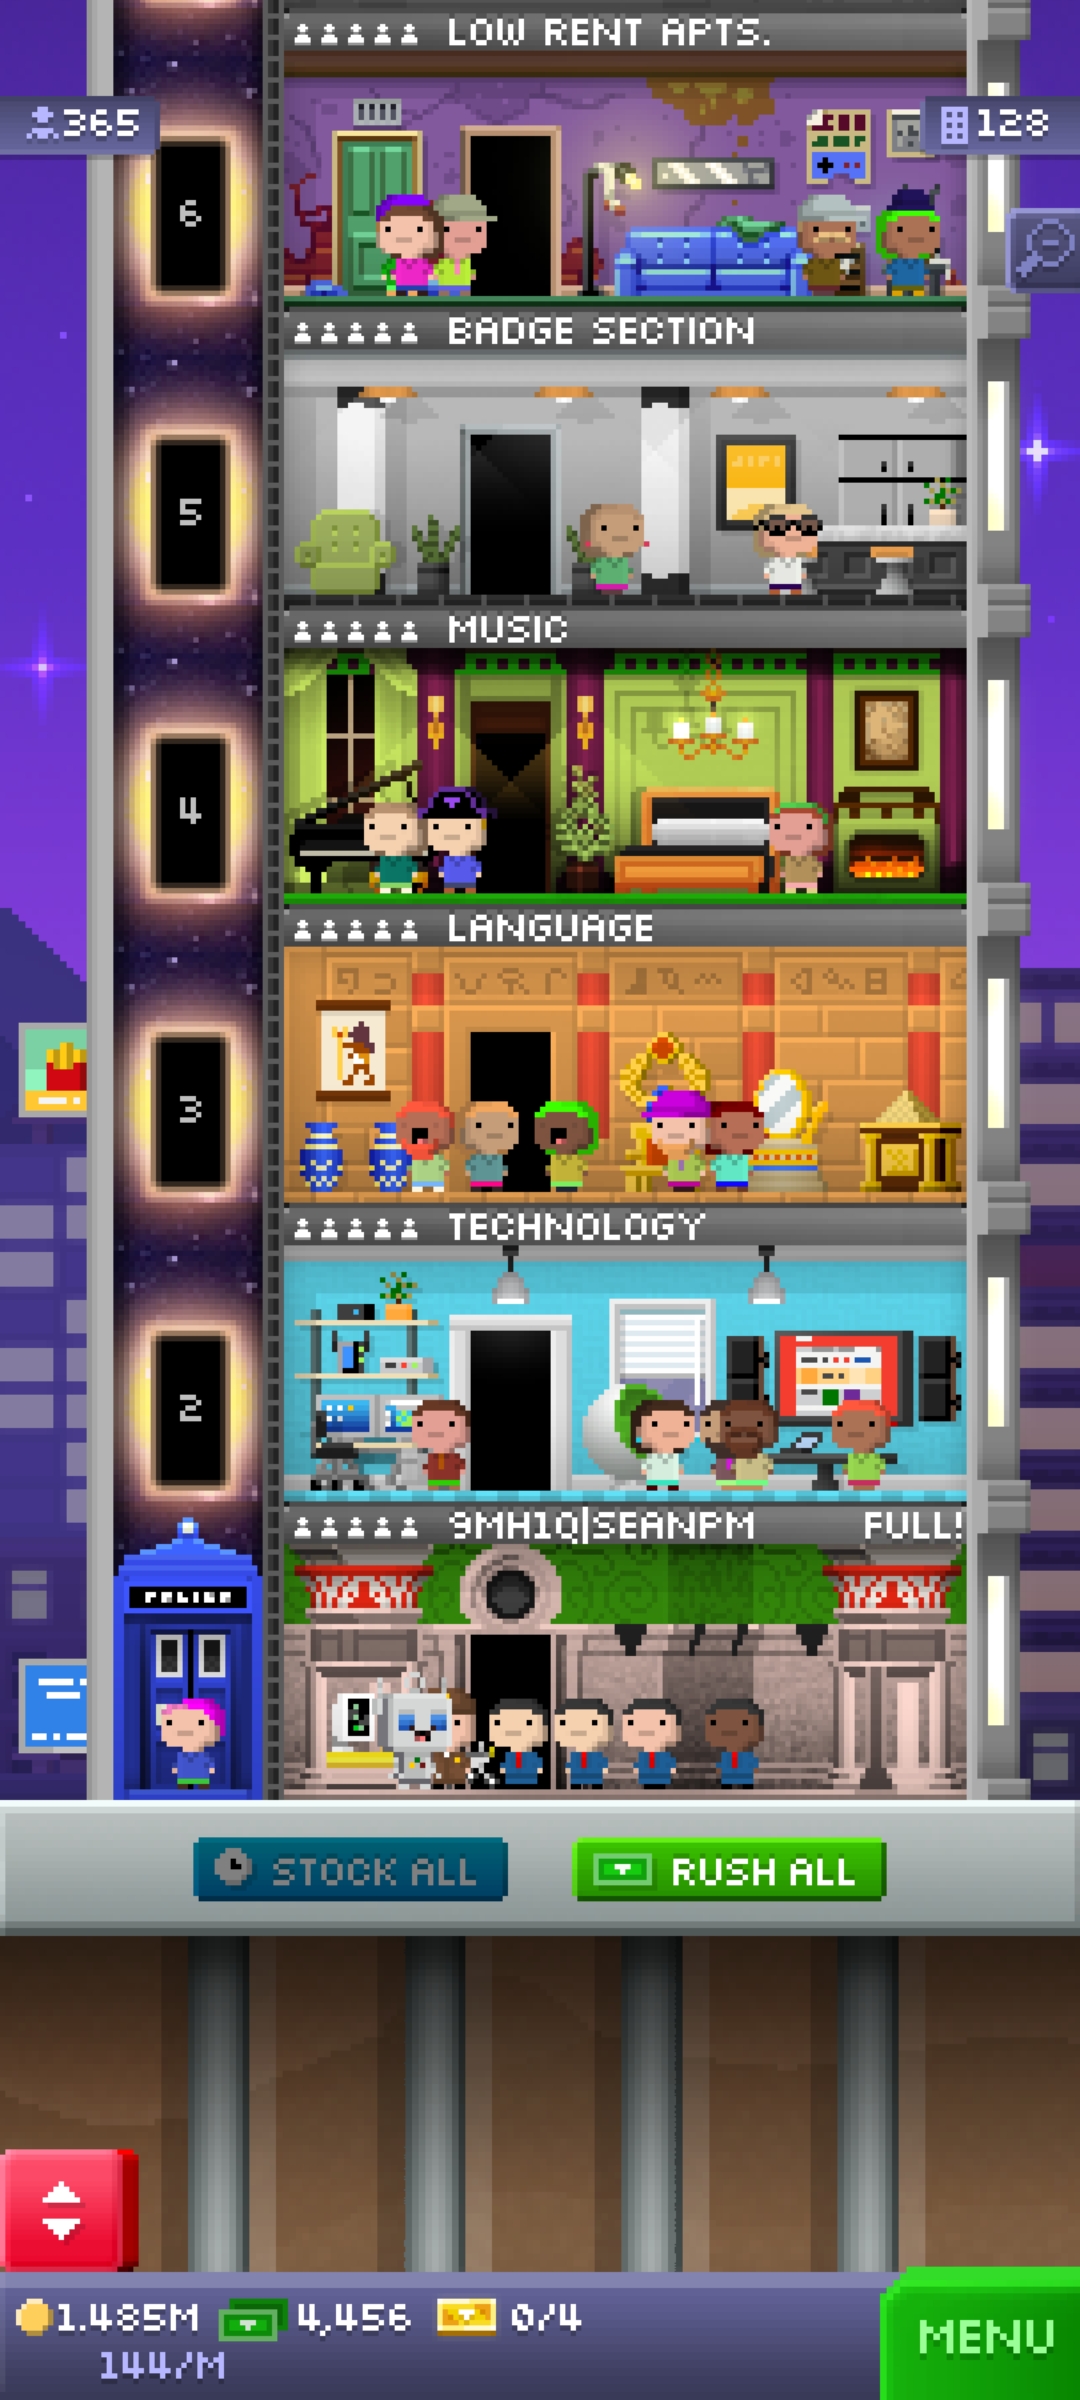 LOW RENT APTS.
365
128
6
BADGE SECTION
5
MUSIC
4
LANGUAGE
3
TECHNOLOGY
2
9MH1Q|SEANPM FULL!
POLICE
STOCK ALL
RUSH ALL
1.485M 4,456 0/4
144/M
MENU